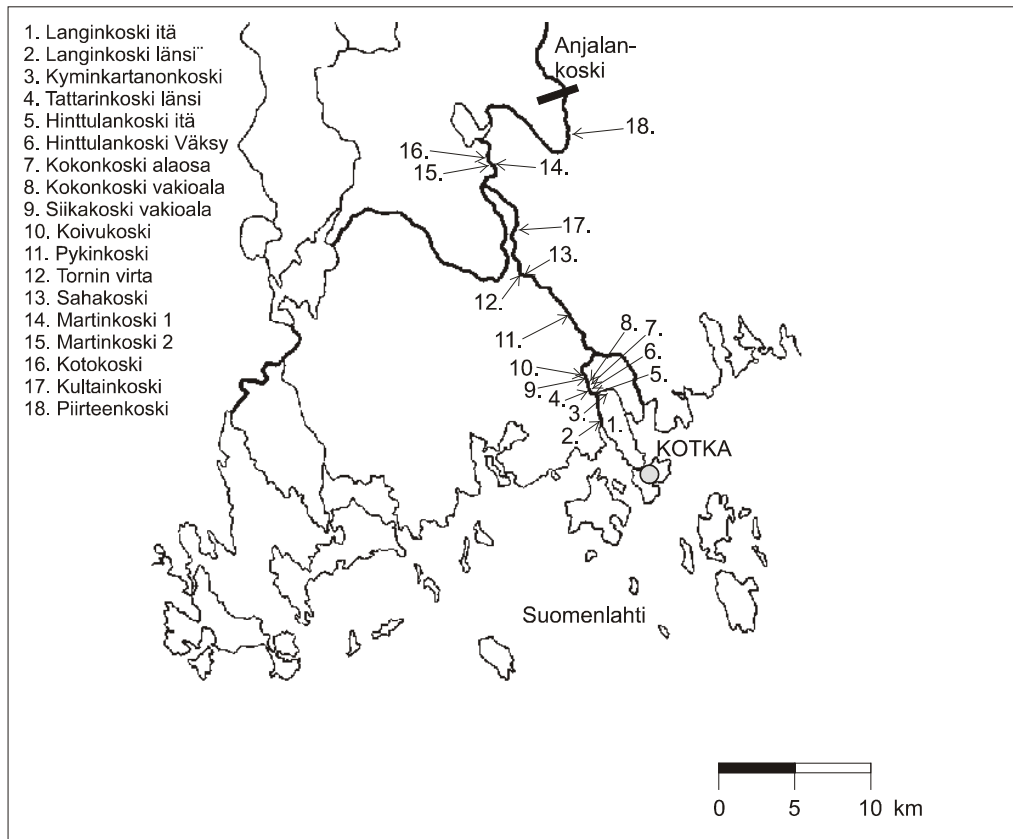 1. Langinkoski itä
2. Langinkoski länsi¨
3. Kyminkartanonkoski
4. Tattarinkoski länsi
5. Hinttulankoski itä
6. Hinttulankoski Väksy
7. Kokonkoski alaosa
8. Kokonkoski vakioala
9. Siikakoski vakioala
10. Koivukoski
11. Pykinkoski
12. Tornin virta
13. Sahakoski
14. Martinkoski 1
15. Martinkoski 2
16. Kotokoski
17. Kultainkoski
18. Piirteenkoski
Anjalan-
koski
18.
16.
15.
14.
17.
13.
12.
11.
8.
7.
6.
5.
10.
9.
4.
3.
2.
1.
KOTKA
Suomenlahti
0 5 10 km